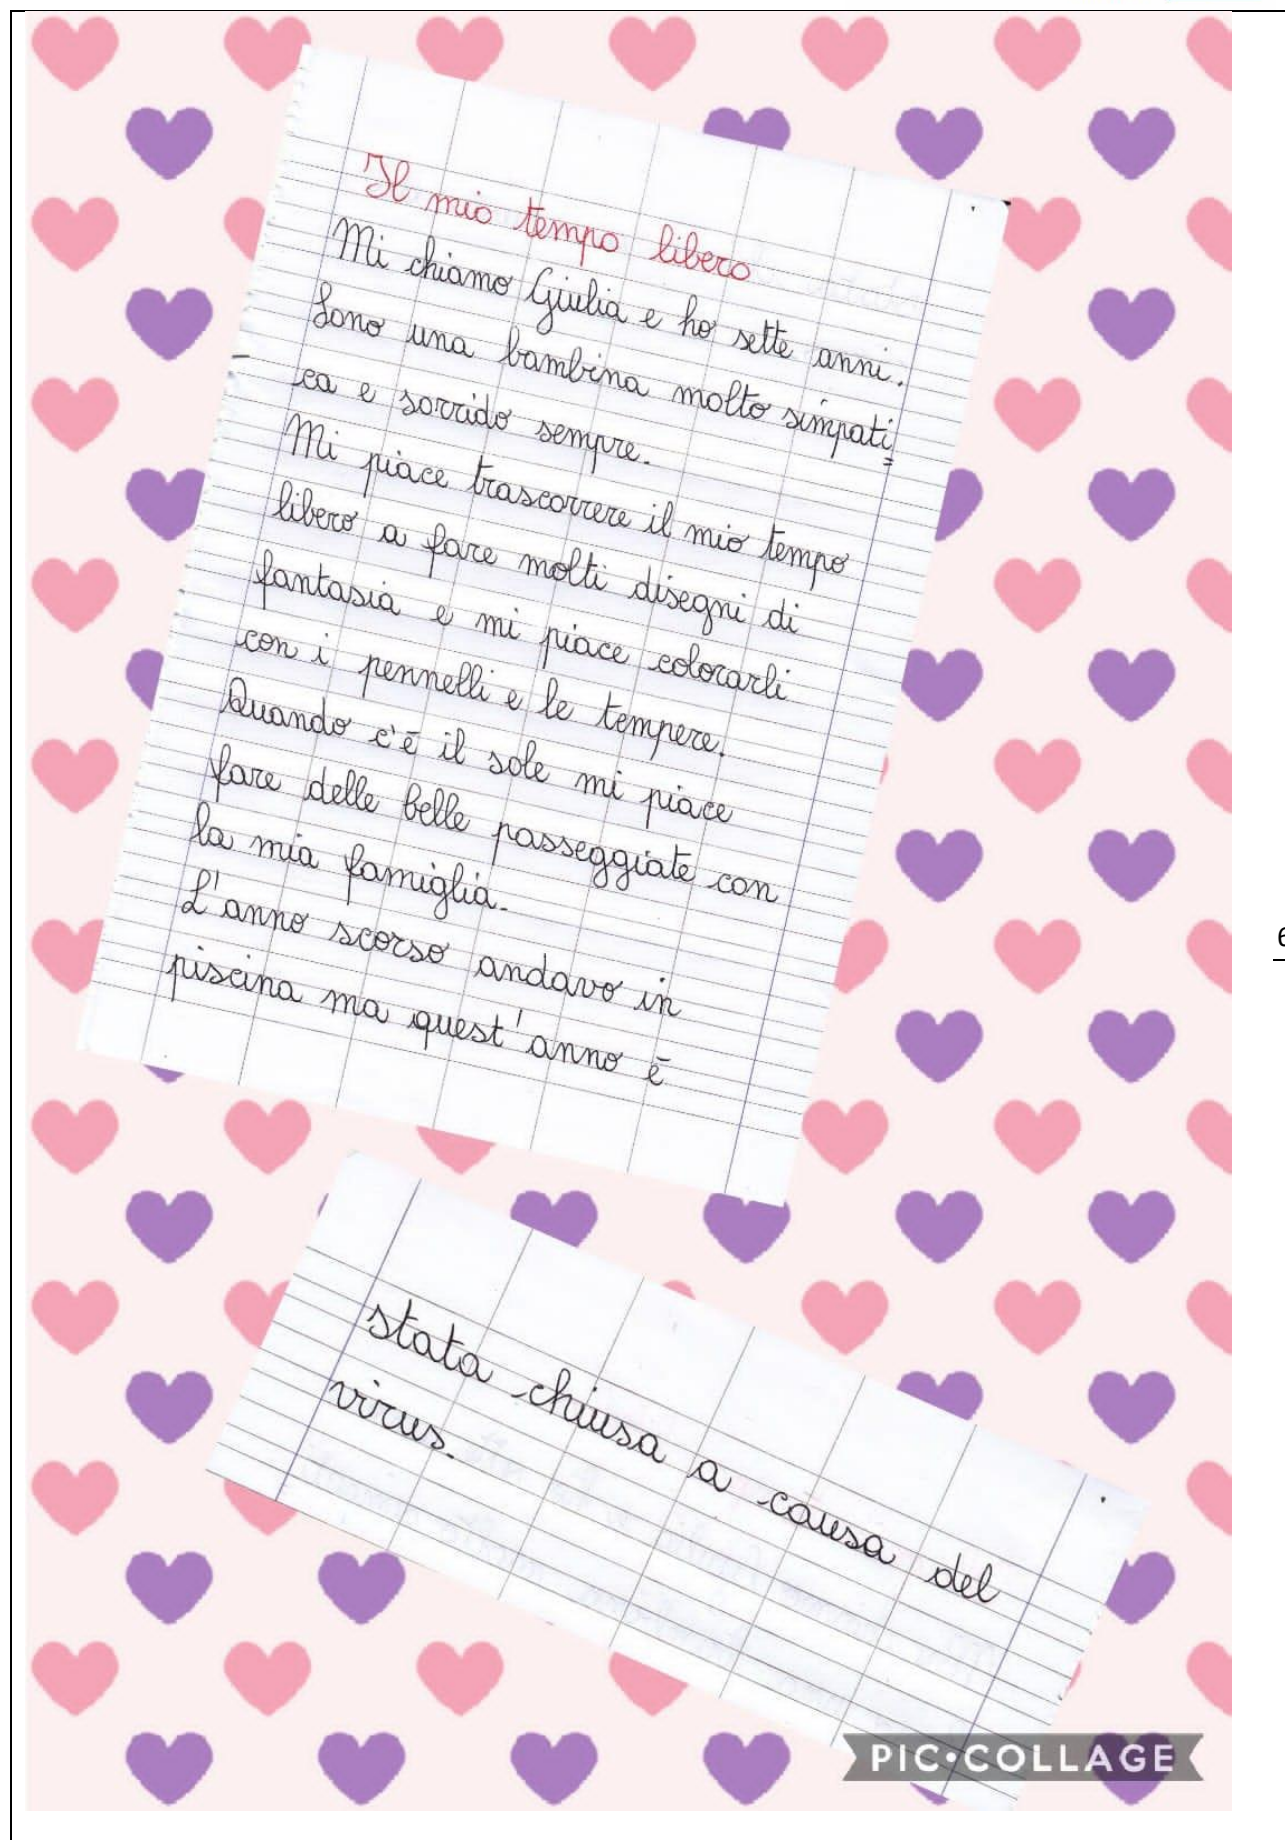 Il mio tempo libero
Mi chiamo Giulia e ho sette anni.
Sono una bambina molto simpati=
ca e sorrido sempre.
Mi piace trascorrere il mio tempo
libero a fare molti disegni di
fantasia e mi piace colorarli
con i pennelli e le tempere.
Quando c'è il sole mi piace
fare delle belle passeggiate con
la mia famiglia.
L'anno scorso andavo in
piscina ma quest'anno è
stata chiusa a causa del
virus.
PIC•COLLAGE
6